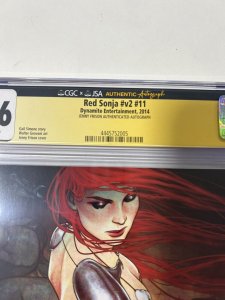 CGC × JSA AUTHENTIC Autograph
Red Sonja #v2 #11
Dynamite Entertainment, 2014
JENNY FRISON AUTHENTICATED AUTOGRAPH
6
Gail Simone story
Walter Geovani art
Jenny Frison cover
4445752005